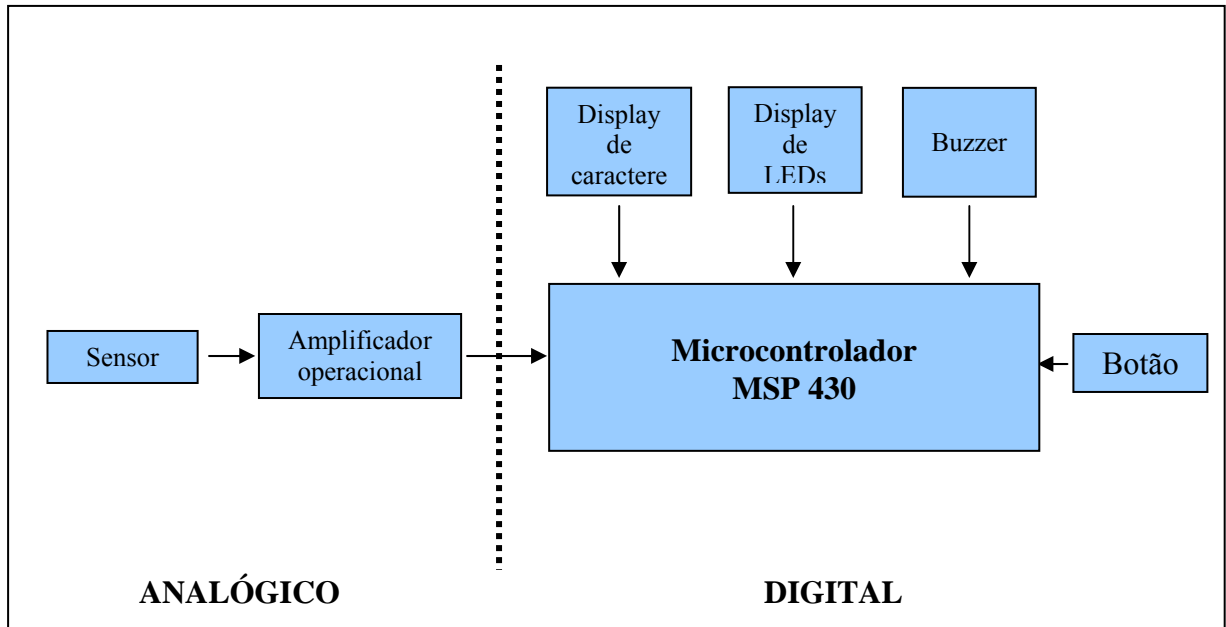 Display
de
caractere
Display
de
LEDs
Buzzer
Sensor
Amplificador
operacional
Microcontrolador
MSP 430
Botão
ANALÓGICO
DIGITAL